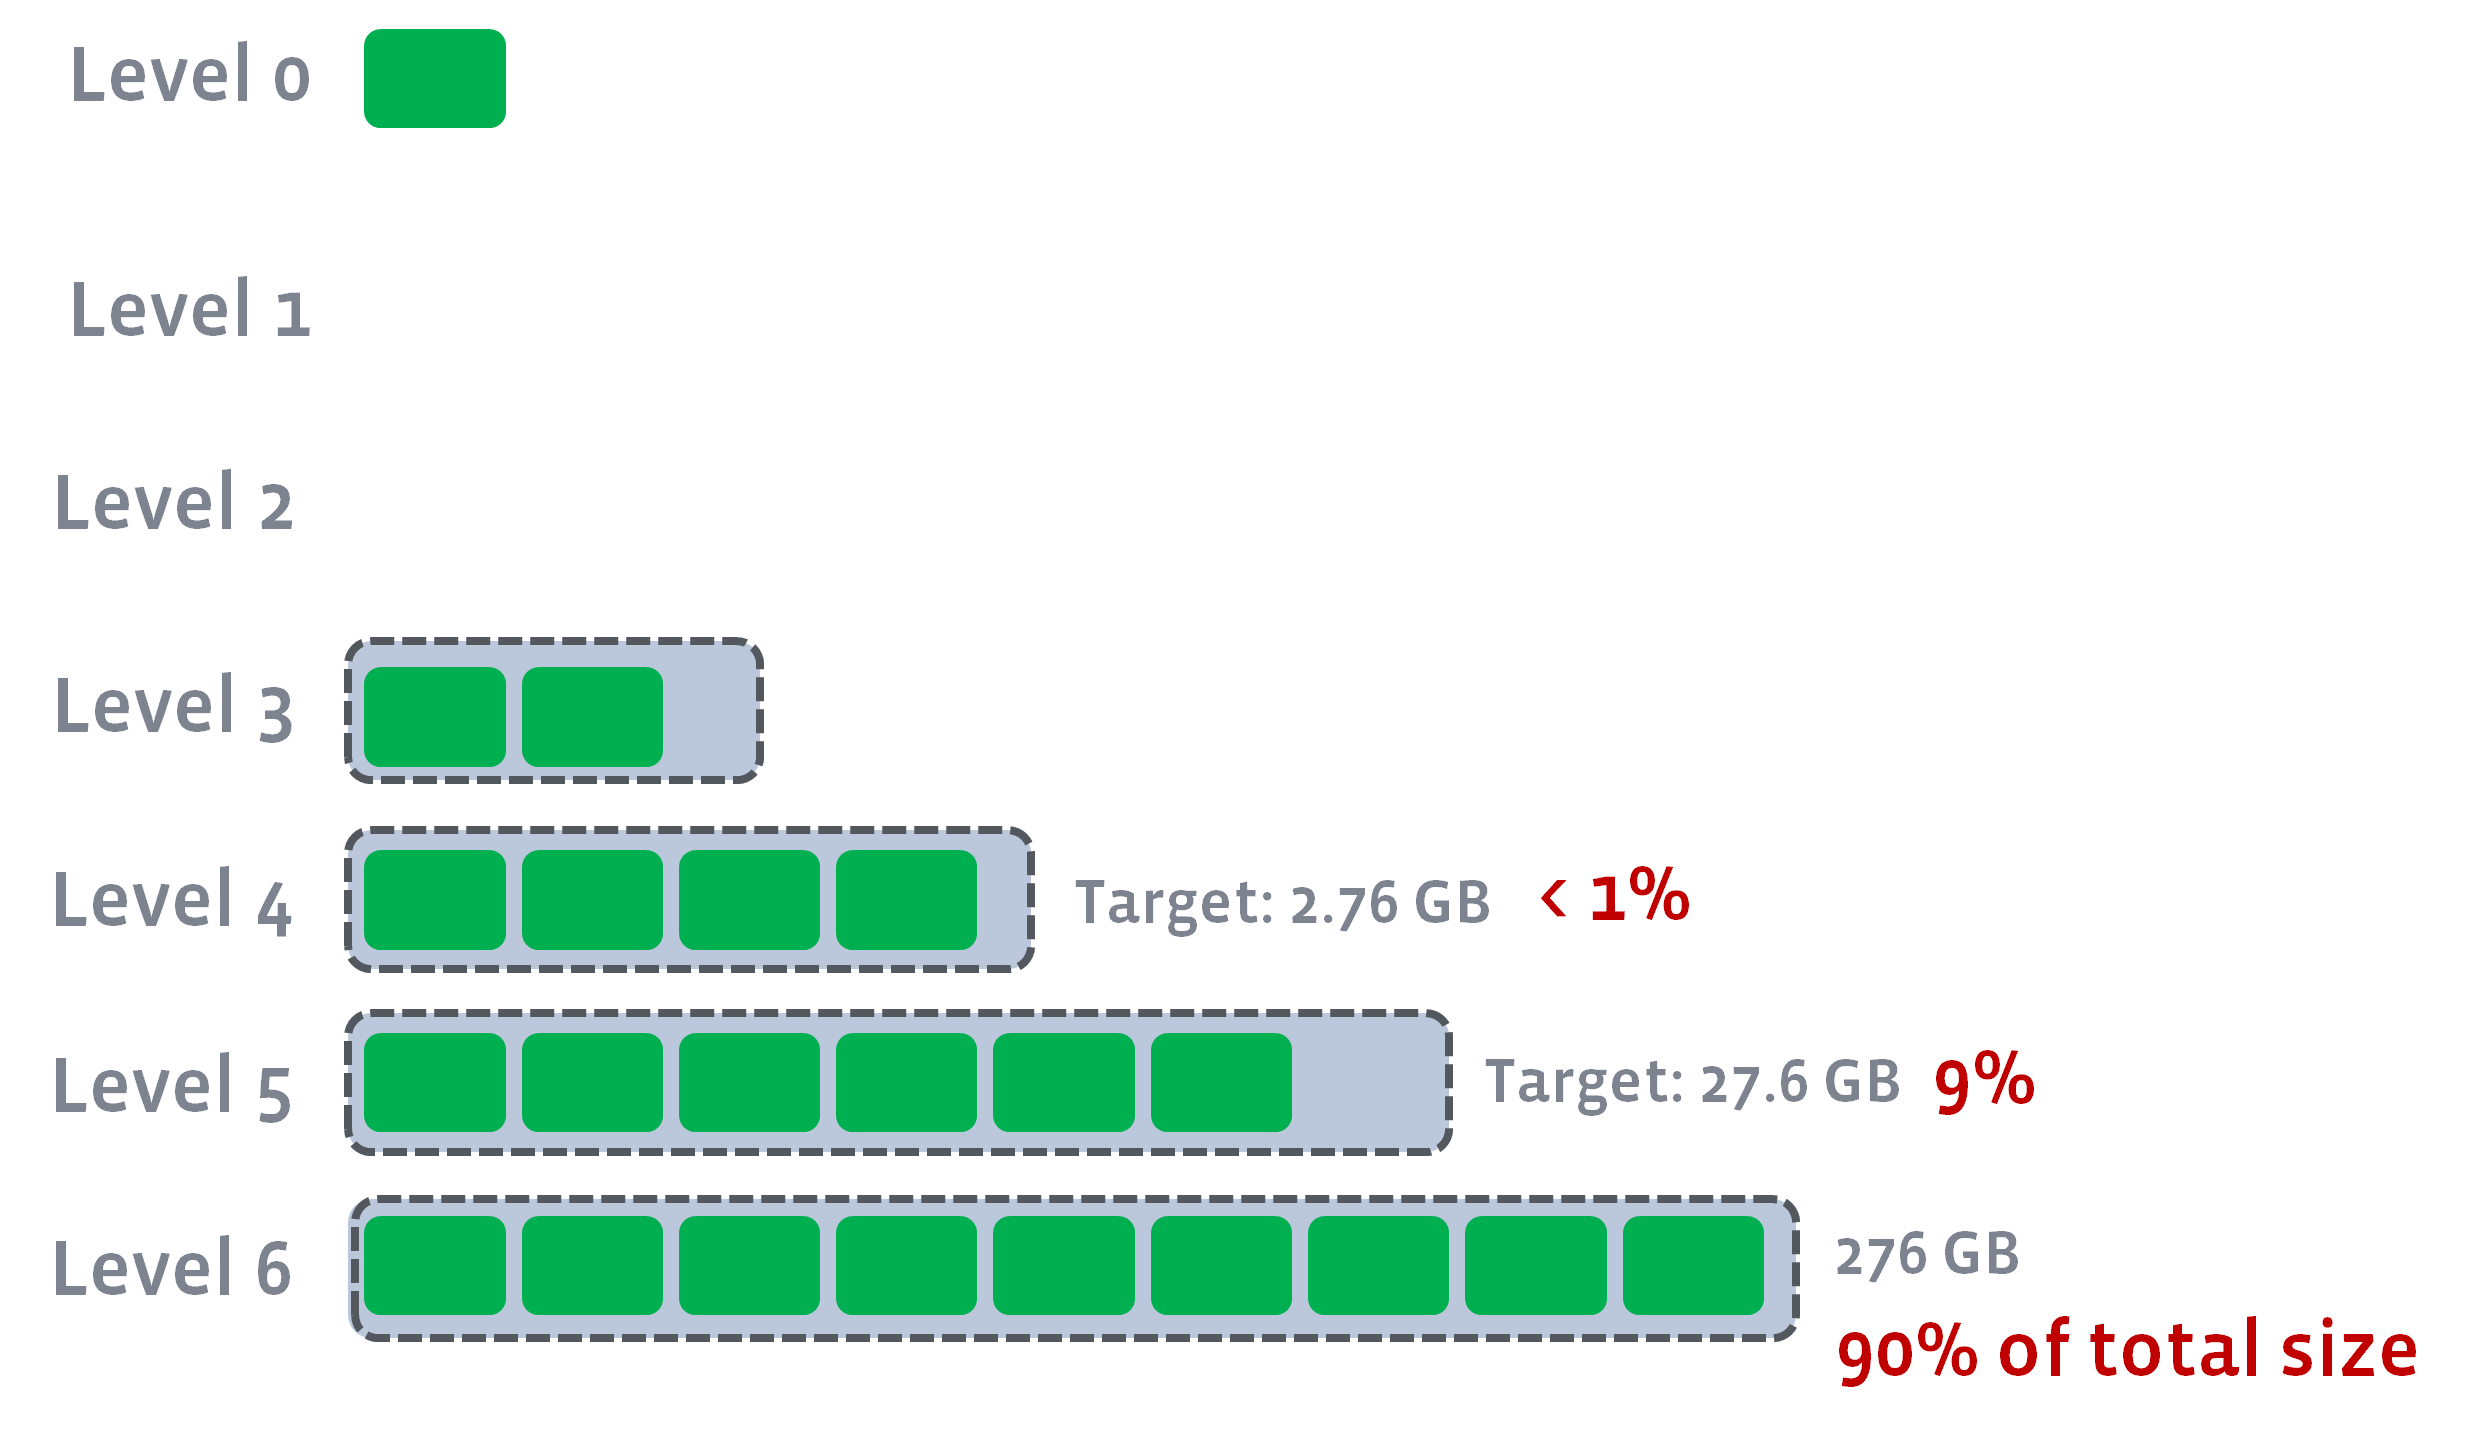 Level 0
Level 1
Level 2
Level 3
Level 4
Target: 2.76 GB < 1%
Level 5
Target: 27.6 GB 9%
Level 6
276 GB
90% of total size